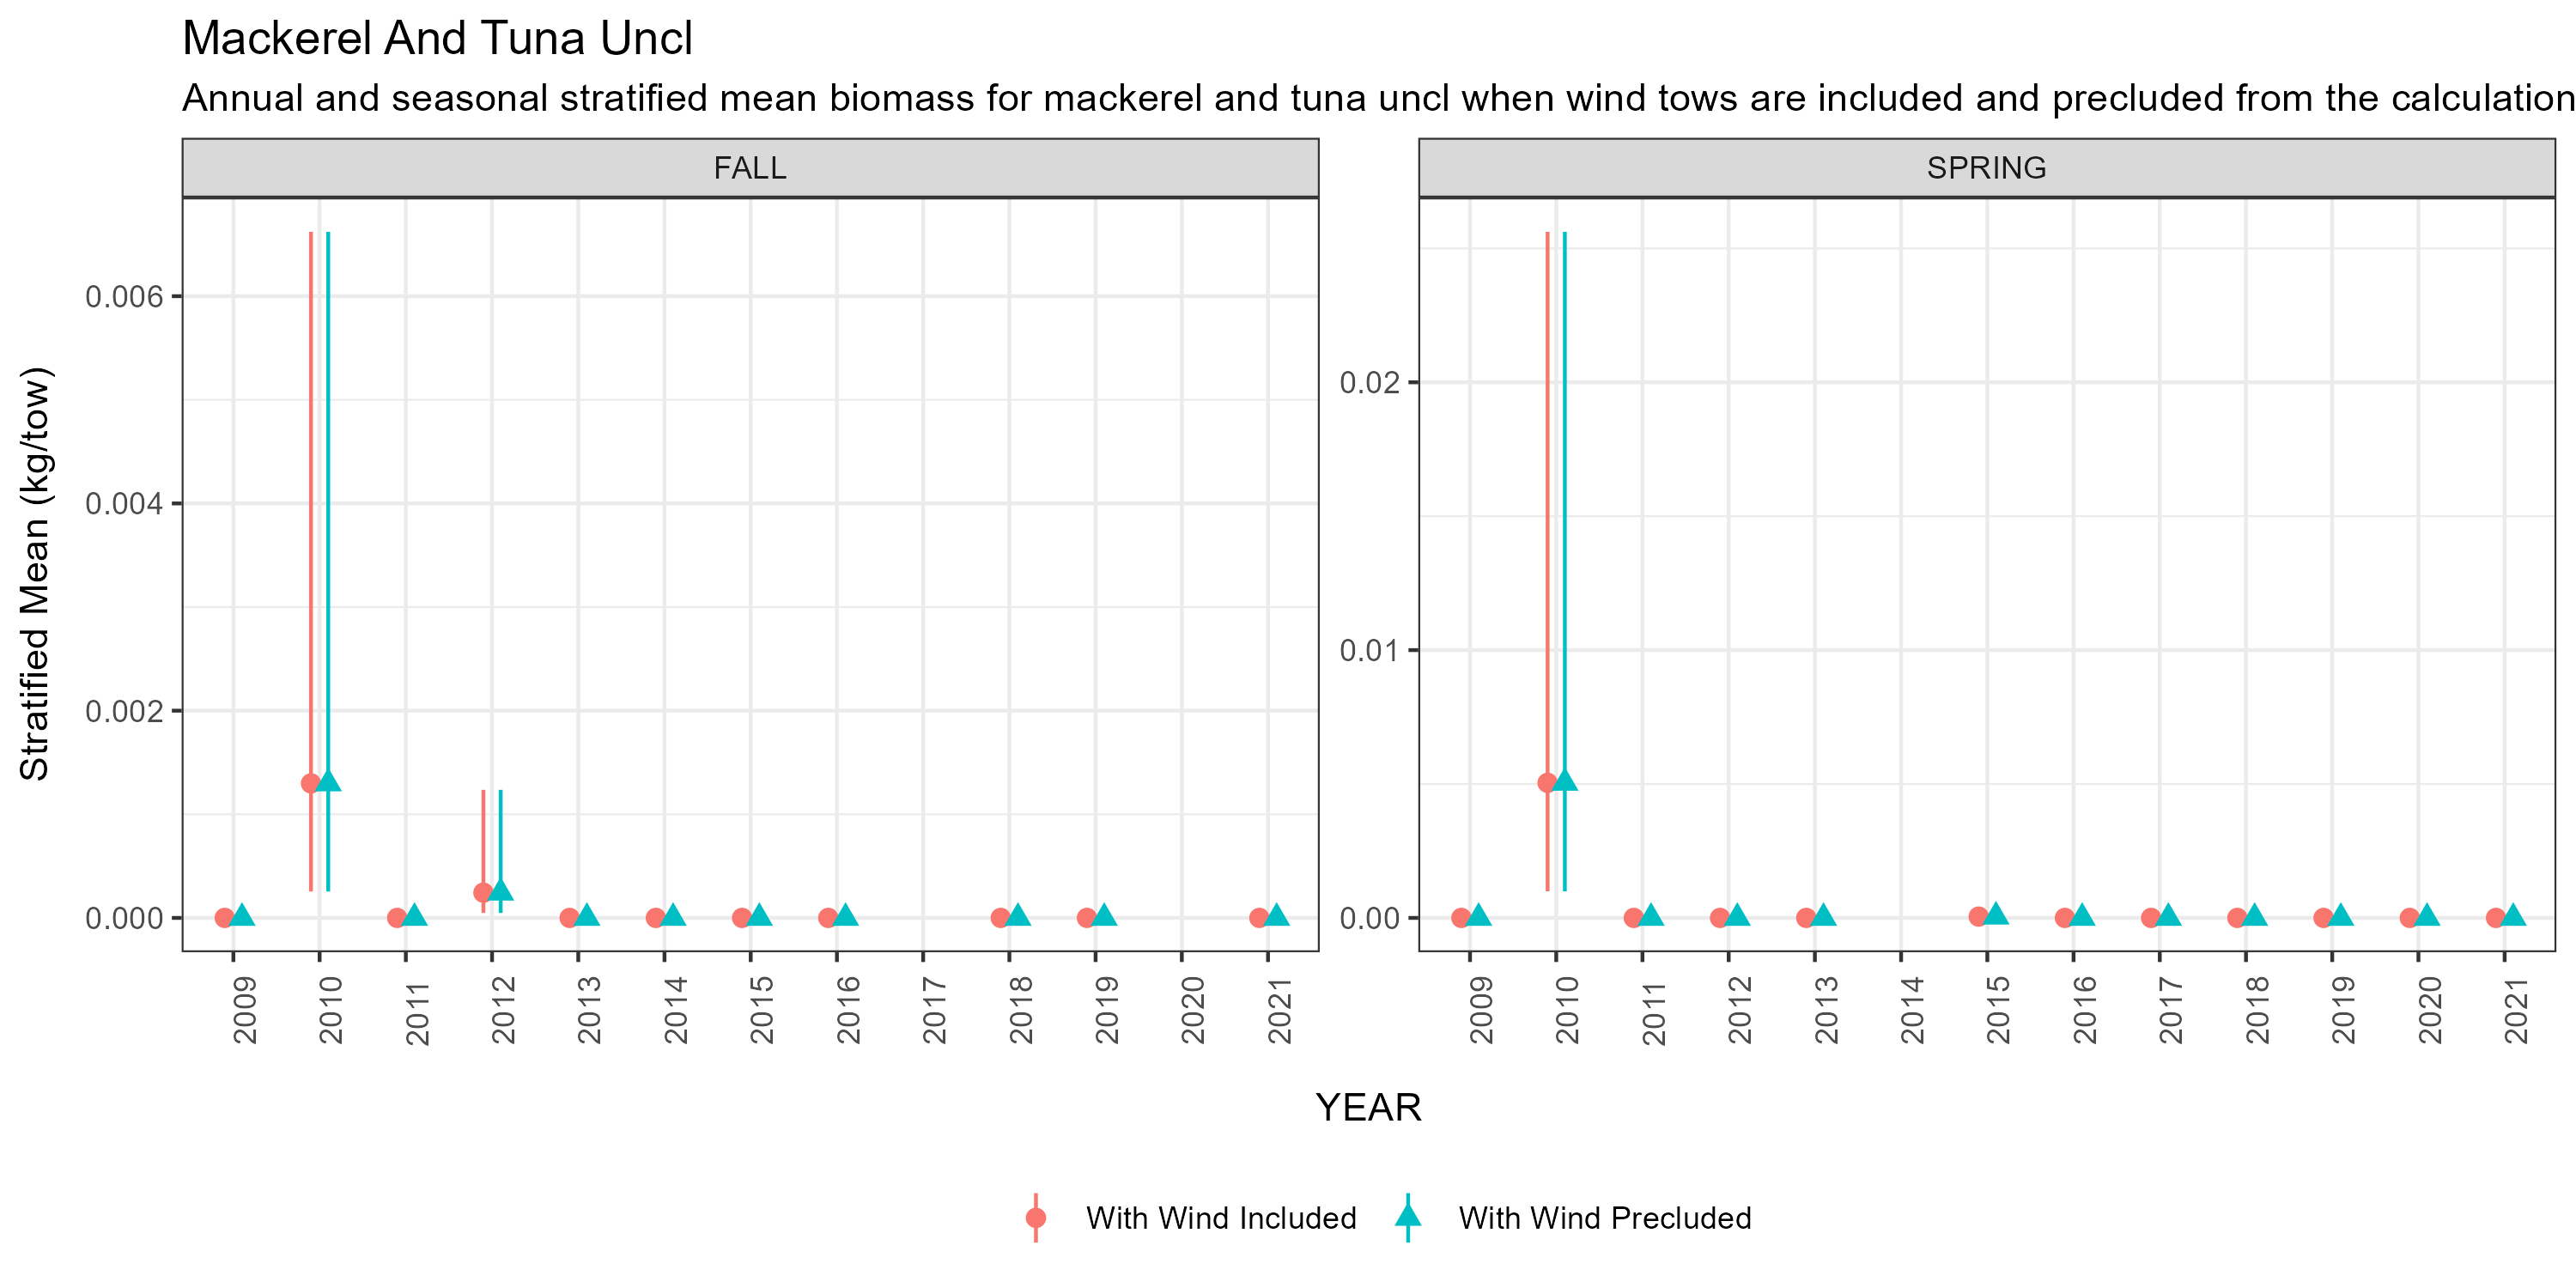 Mackerel And Tuna Uncl
Annual and seasonal stratified mean biomass for mackerel and tuna uncl when wind tows are included and precluded from the calculation
FALL
SPRING
Stratified Mean (kg/tow)
0.006
0.004
0.002
0.000
0.02
0.01
0.00
2009 2010 2011 2012 2013 2014 2015 2016 2017 2018 2019 2020 2021
2009 2010 2011 2012 2013 2014 2015 2016 2017 2018 2019 2020 2021
YEAR
With Wind Included
With Wind Precluded